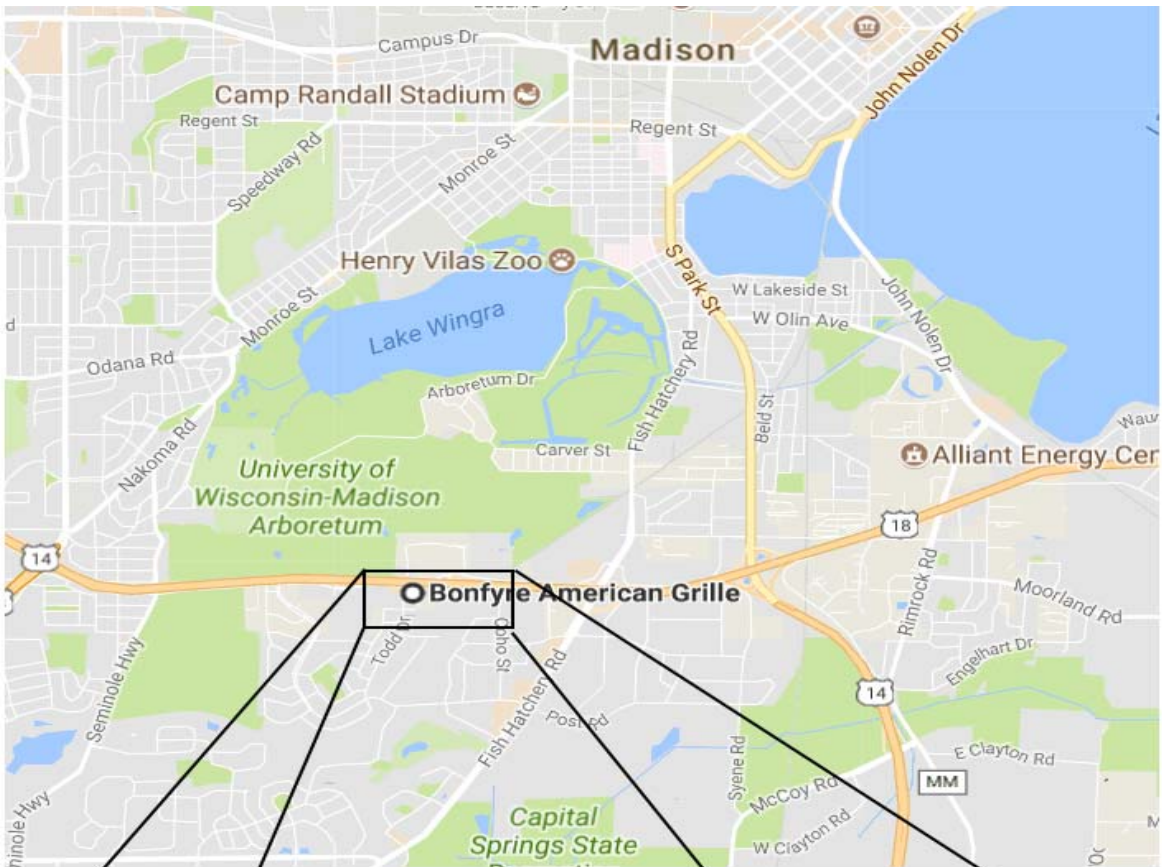 Campus Dr
Madison
John Nolen Dr
Camp Randall Stadium
Regent St
Regent St
Speedway Rd
Monroe St
Henry Vilas Zoo
S Park St
W Lakeside St
John Nolen Dr
Monroe St
Lake Wingra
W Olin Ave
Odana Rd
Arboretum Dr
Fish Hatchery Rd
Beld St
Nakoma Rd
Carver St
Alliant Energy Cen
University of
Wisconsin-Madison
Arboretum
18
14
Bonfyre American Grille
Rimrock Rd
Moorland Rd
Todd Dr
Coho St
Seminole Hwy
Fish Hatchery Rd
Engelhart Dr
14
Post Rd
Syene Rd
E Clayton Rd
MM
McCoy Rd
W Clayton Rd
Capital
Springs State